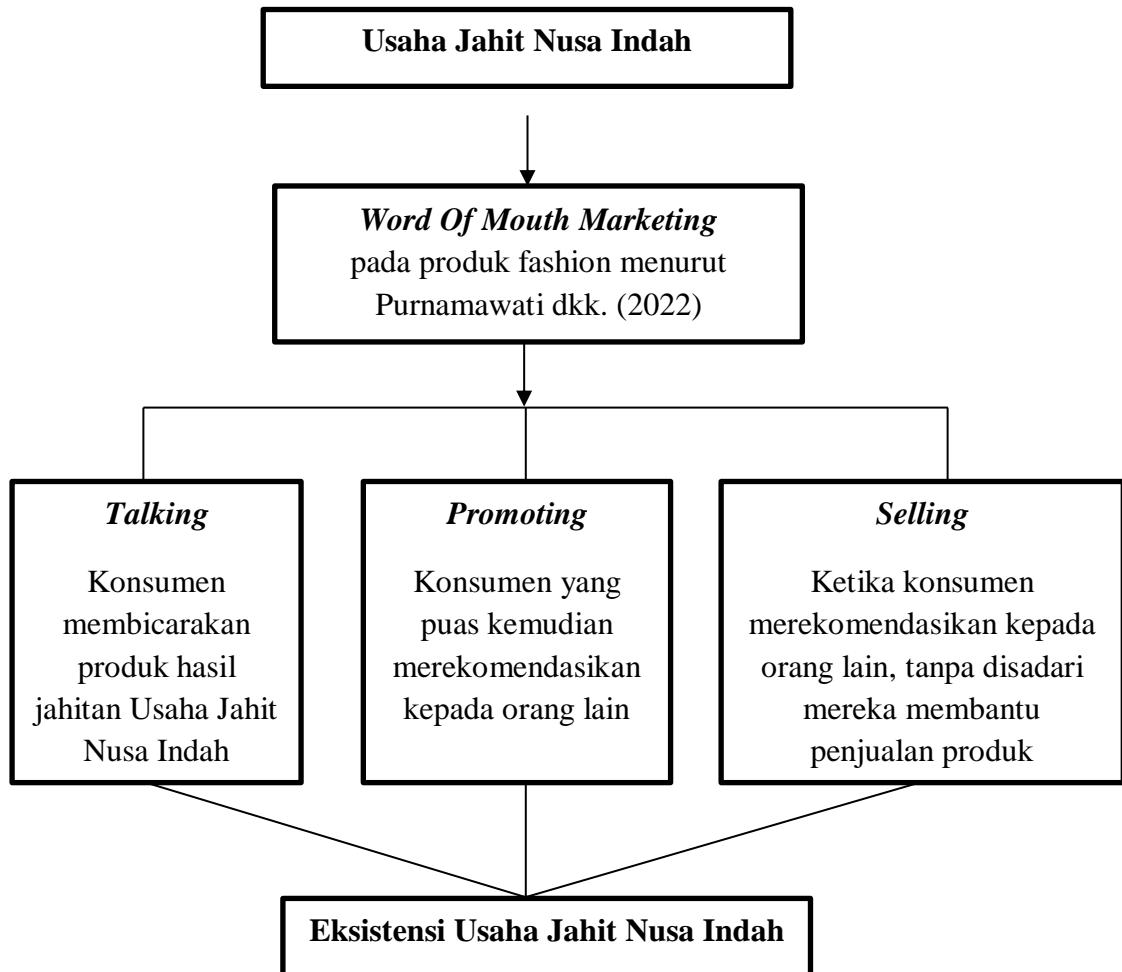 Usaha Jahit Nusa Indah
Word Of Mouth Marketing
pada produk fashion menurut
Purnamawati dkk. (2022)
Talking
Konsumen
membicarakan
produk hasil
jahitan Usaha Jahit
Nusa Indah
Promoting
Konsumen yang
puas kemudian
merekomendasikan
kepada orang lain
Selling
Ketika konsumen
merekomendasikan kepada
orang lain, tanpa disadari
mereka membantu
penjualan produk
Eksistensi Usaha Jahit Nusa Indah